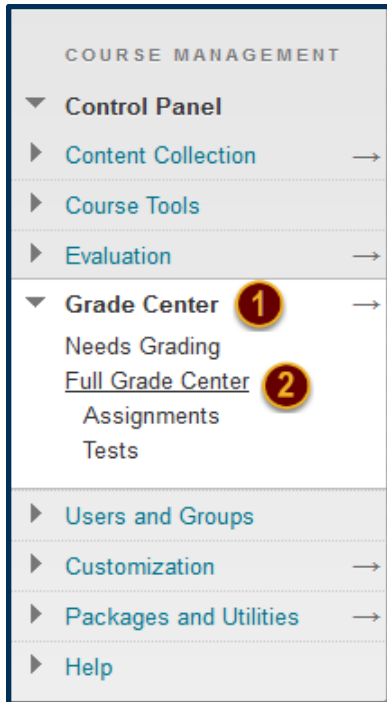 COURSE MANAGEMENT
Control Panel
Content Collection
Course Tools
Evaluation
Grade Center 1
Needs Grading
Full Grade Center 2
Assignments
Tests
Users and Groups
Customization
Packages and Utilities
Help